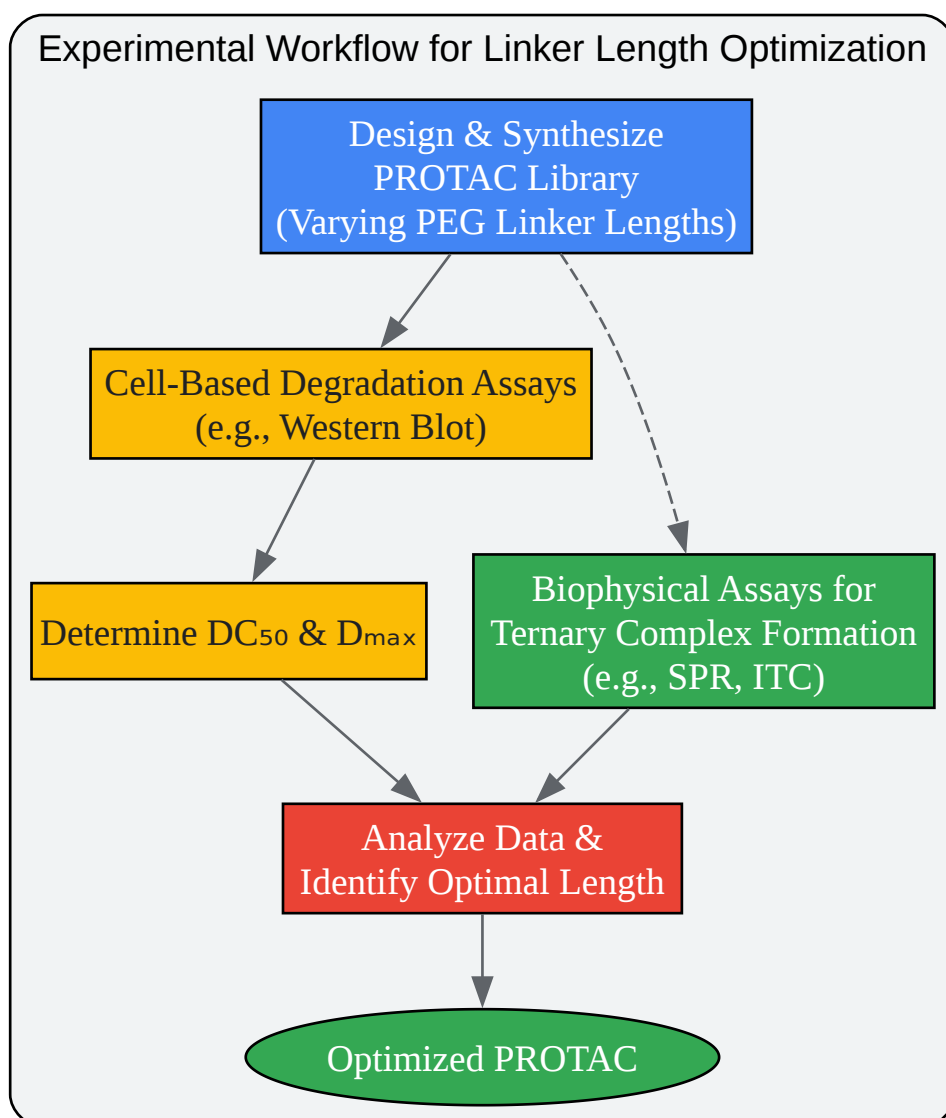 Experimental Workflow for Linker Length Optimization
Design & Synthesize
PROTAC Library
(Varying PEG Linker Lengths)
Cell-Based Degradation Assays
(e.g., Western Blot)
Biophysical Assays for
Ternary Complex Formation
(e.g., SPR, ITC)
Determine DC₅₀ & Dₘₐₓ
Analyze Data &
Identify Optimal Length
Optimized PROTAC